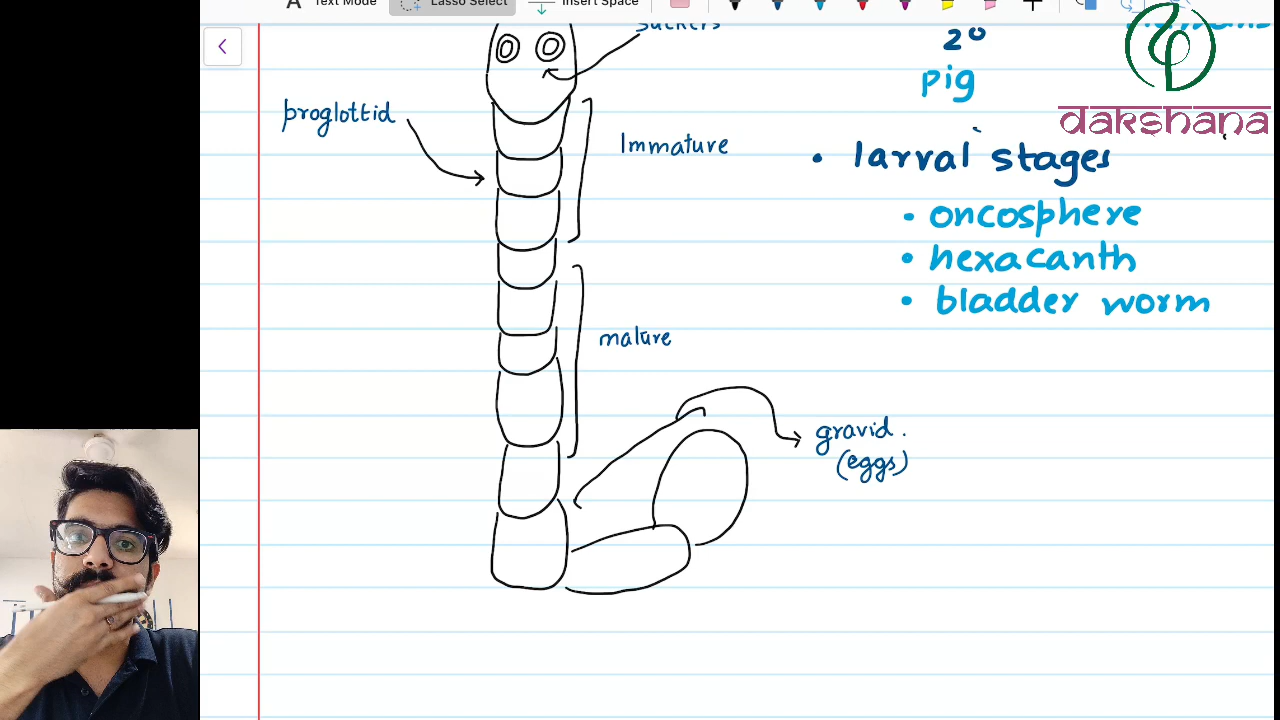 Text Mode
Lasso Select
Insert Space
suckers
2°
pig
dakshana
proglottid
Immature
• larval stages
• oncosphere
• hexacanth
• bladder worm
mature
gravid.
(eggs)